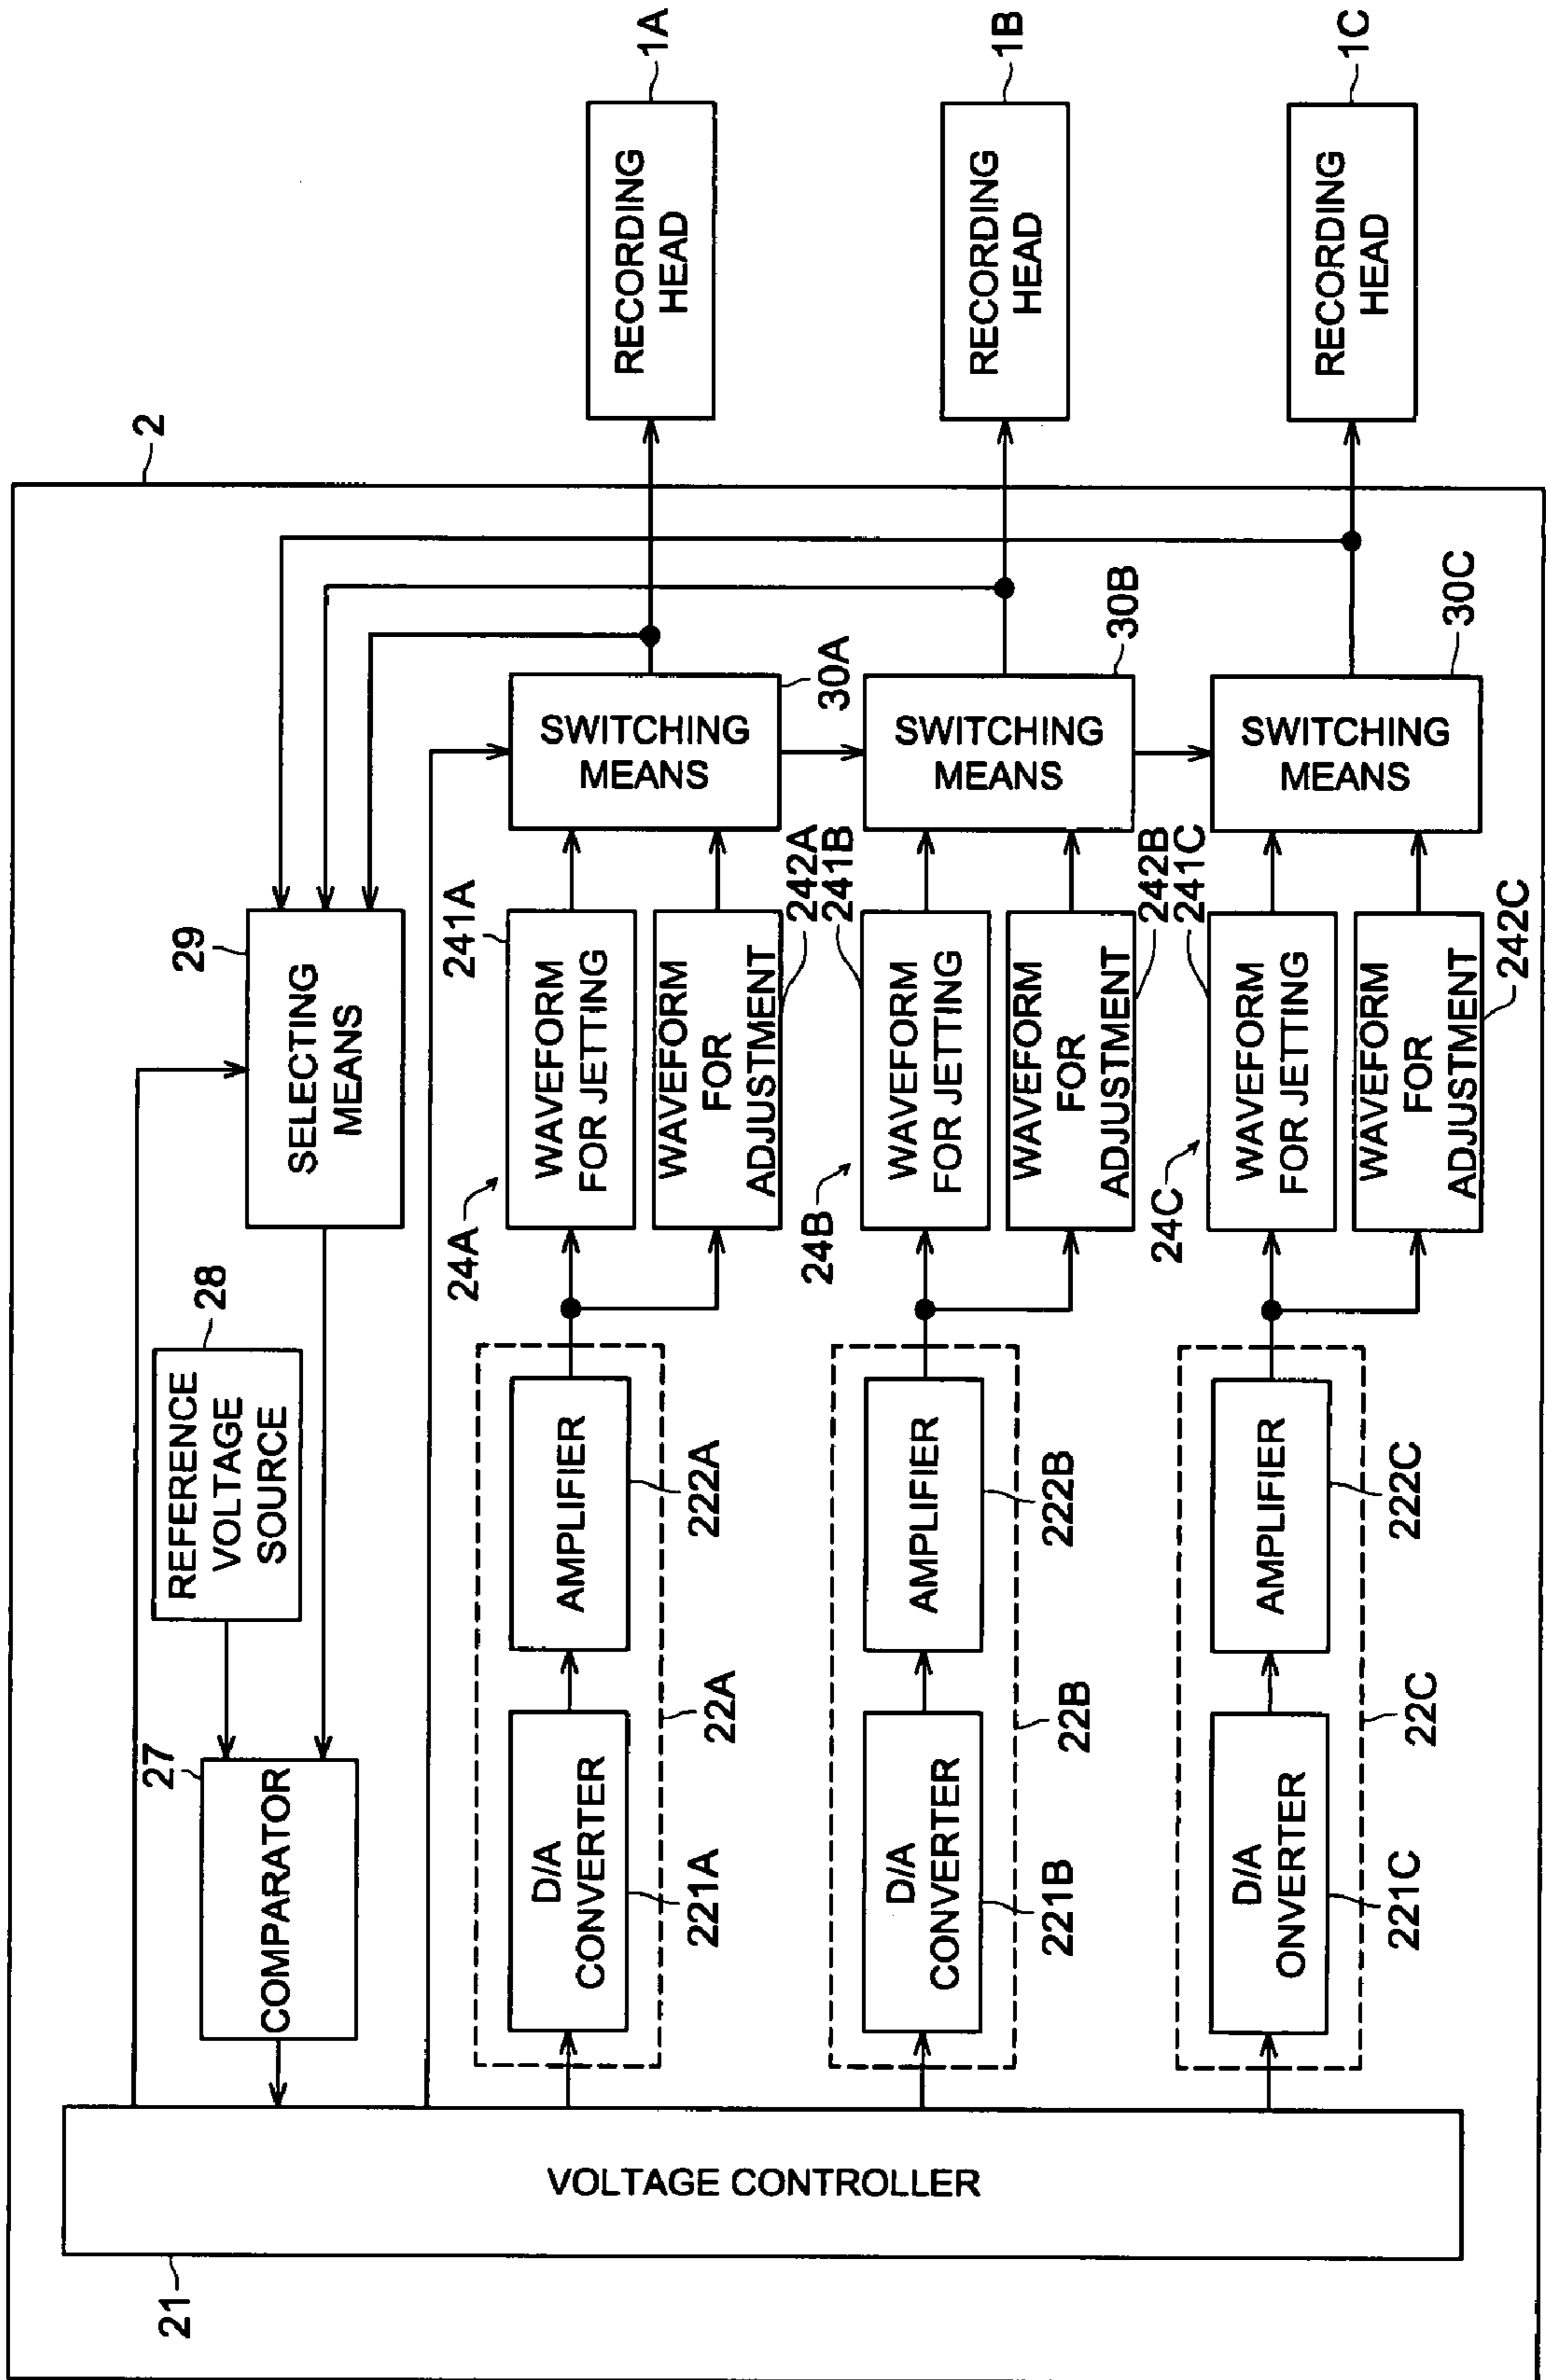 2
29
SELECTING
MEANS
28
REFERENCE
VOLTAGE
SOURCE
27
COMPARATOR
21
VOLTAGE CONTROLLER
D/A
CONVERTER
221A
AMPLIFIER
222A
22A
24A
WAVEFORM
FOR JETTING
241A
WAVEFORM
FOR
ADJUSTMENT
242A
SWITCHING
MEANS
30A
RECORDING
HEAD
1A
D/A
CONVERTER
221B
AMPLIFIER
222B
22B
24B
WAVEFORM
FOR JETTING
241B
WAVEFORM
FOR
ADJUSTMENT
242B
SWITCHING
MEANS
30B
RECORDING
HEAD
1B
D/A
ONVERTER
221C
AMPLIFIER
222C
22C
24C
WAVEFORM
FOR JETTING
241C
WAVEFORM
FOR
ADJUSTMENT
242C
SWITCHING
MEANS
30C
RECORDING
HEAD
1C